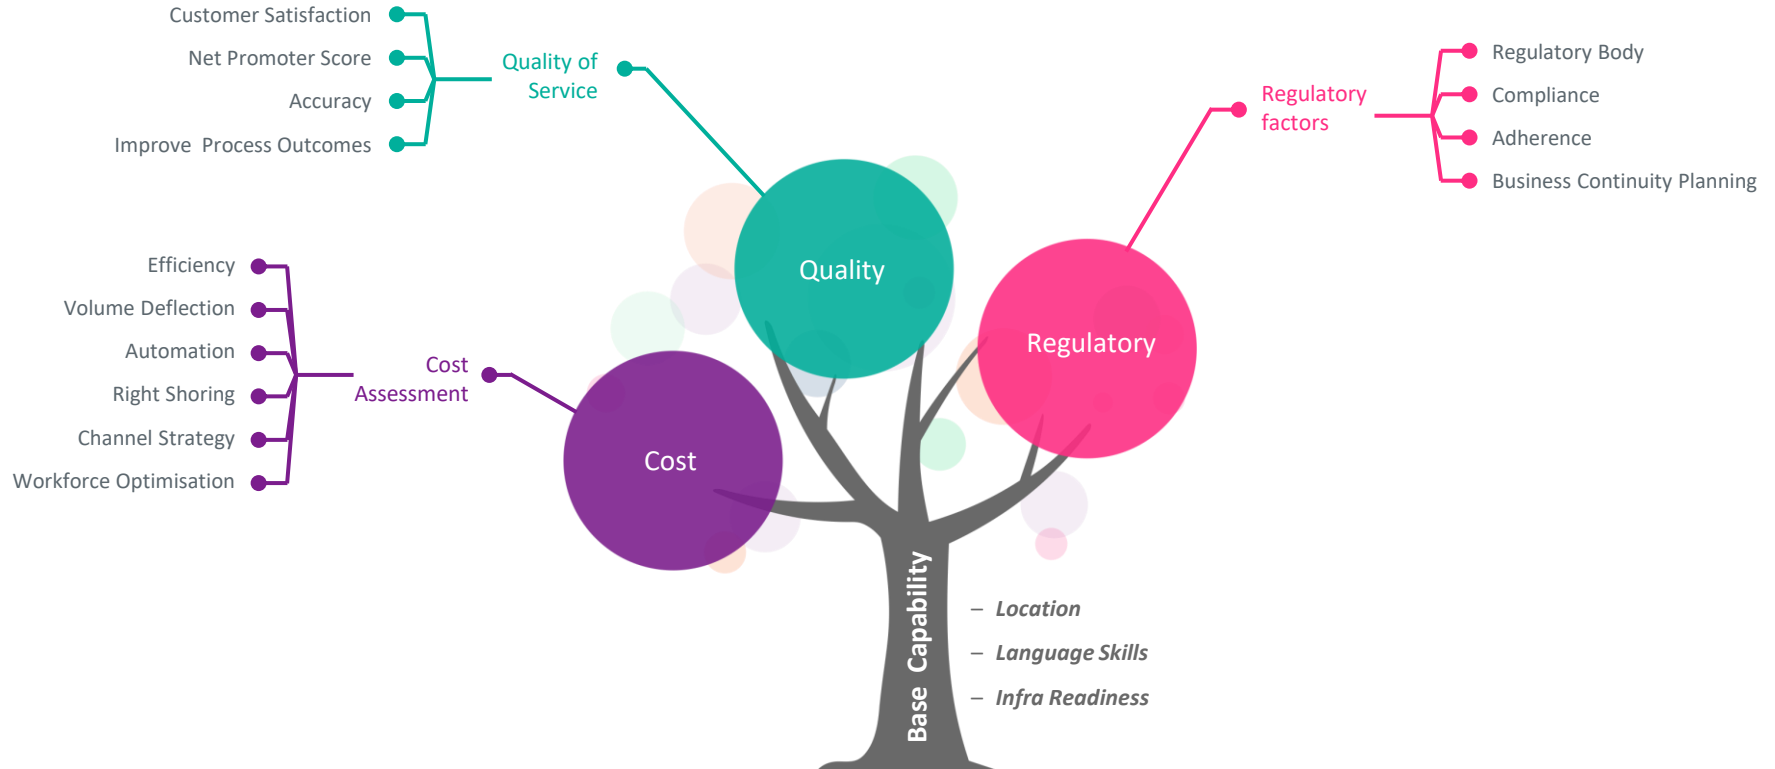 Customer Satisfaction
Net Promoter Score
Accuracy
Improve  Process Outcomes
Quality of
Service
Regulatory
factors
Regulatory Body
Compliance
Adherence
Business Continuity Planning
Quality
Regulatory
Efficiency
Volume Deflection
Automation
Right Shoring
Channel Strategy
Workforce Optimisation
Cost
Assessment
Cost
Base  Capability
– Location
– Language Skills
– Infra Readiness